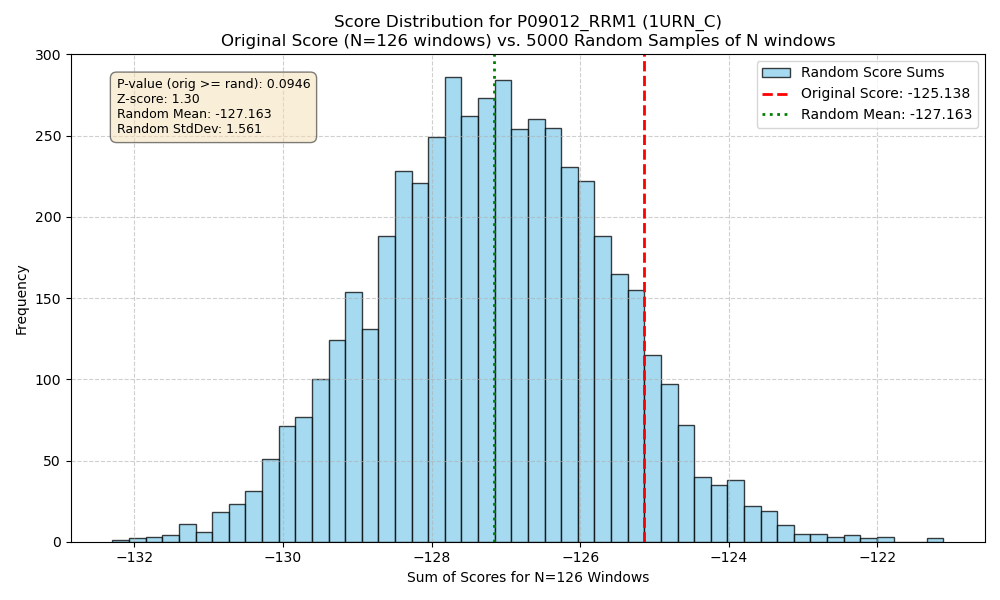 Score Distribution for P09012_RRM1 (1URN_C)
Original Score (N=126 windows) vs. 5000 Random Samples of N windows
P-value (orig >= rand): 0.0946
Z-score: 1.30
Random Mean: -127.163
Random StdDev: 1.561
Random Score Sums
Original Score: -125.138
Random Mean: -127.163
Frequency
300
250
200
150
100
50
0
−132 −130 −128 −126 −124 −122
Sum of Scores for N=126 Windows